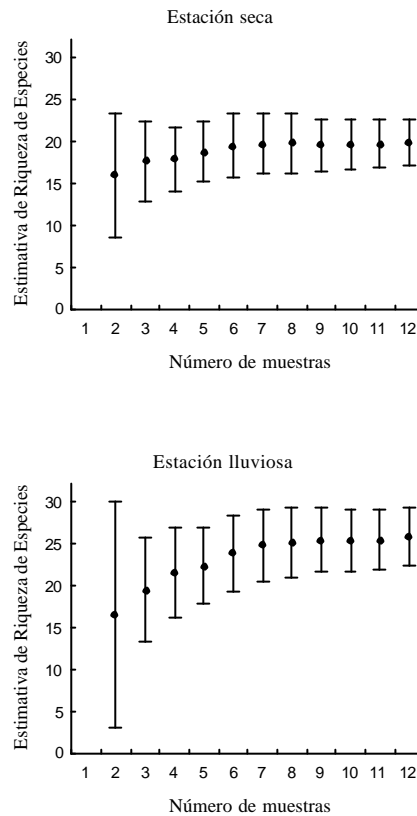 Estación seca
Estimativa de Riqueza de Especies
30
25
20
15
10
5
0
1 2 3 4 5 6 7 8 9 10 11 12
Número de muestras
Estación lluviosa
Estimativa de Riqueza de Especies
30
25
20
15
10
5
0
1 2 3 4 5 6 7 8 9 10 11 12
Número de muestras